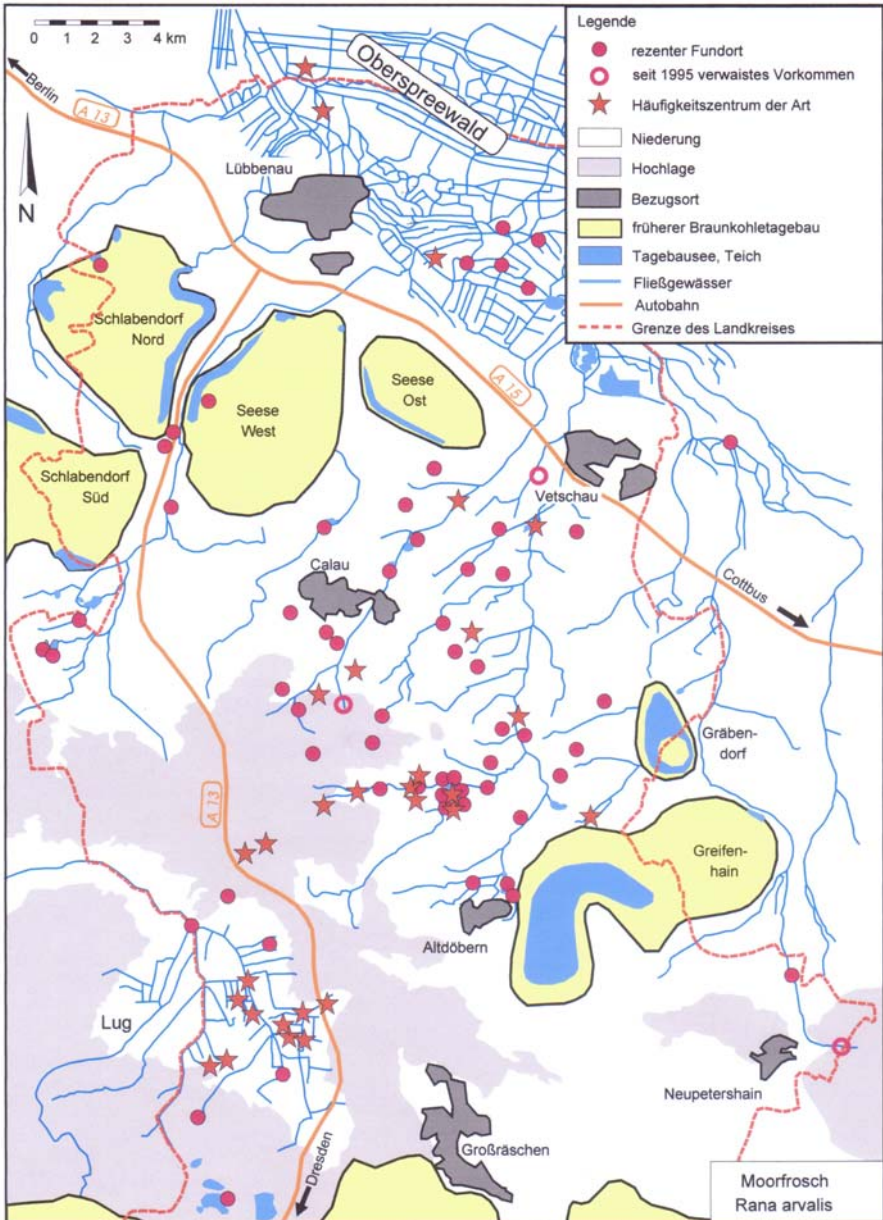 0 1 2 3 4 km
Berlin
A 13
N
Oberspreewald
Lübbenau
Legende
rezenter Fundort
seit 1995 verwaistes Vorkommen
Häufigkeitszentrum der Art
Niederung
Hochlage
Bezugsort
früherer Braunkohletagebau
Tagebausee, Teich
Fließgewässer
Autobahn
Grenze des Landkreises
Schlabendorf
Nord
Seese
West
Seese
Ost
A 15
Schlabendorf
Süd
Vetschau
Calau
Cottbus
Gräben-
dorf
A 13
Greifen-
hain
Altdöbern
Lug
Neupetershain
Großräschen
Dresden
Moorfrosch
Rana arvalis